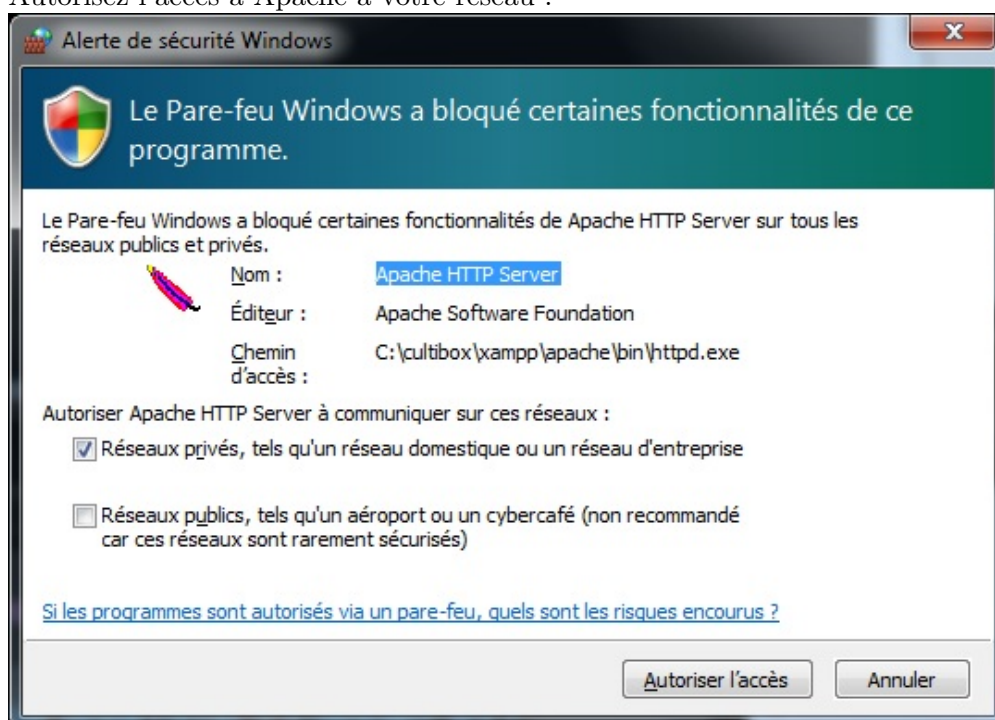 Autorisez l'accès à Apache à votre réseau :
Alerte de sécurité Windows
Le Pare-feu Windows a bloqué certaines fonctionnalités de ce
programme.
Le Pare-feu Windows a bloqué certaines fonctionnalités de Apache HTTP Server sur tous les
réseaux publics et privés.
Nom : Apache HTTP Server
Éditeur : Apache Software Foundation
Chemin C:\cultibox\xampp\apache\bin\httpd.exe
d'accès :
Autoriser Apache HTTP Server à communiquer sur ces réseaux :
Réseaux privés, tels qu'un réseau domestique ou un réseau d'entreprise
Réseaux publics, tels qu'un aéroport ou un cybercafé (non recommandé
car ces réseaux sont rarement sécurisés)
Si les programmes sont autorisés via un pare-feu, quels sont les risques encourus ?
Autoriser l'accès Annuler